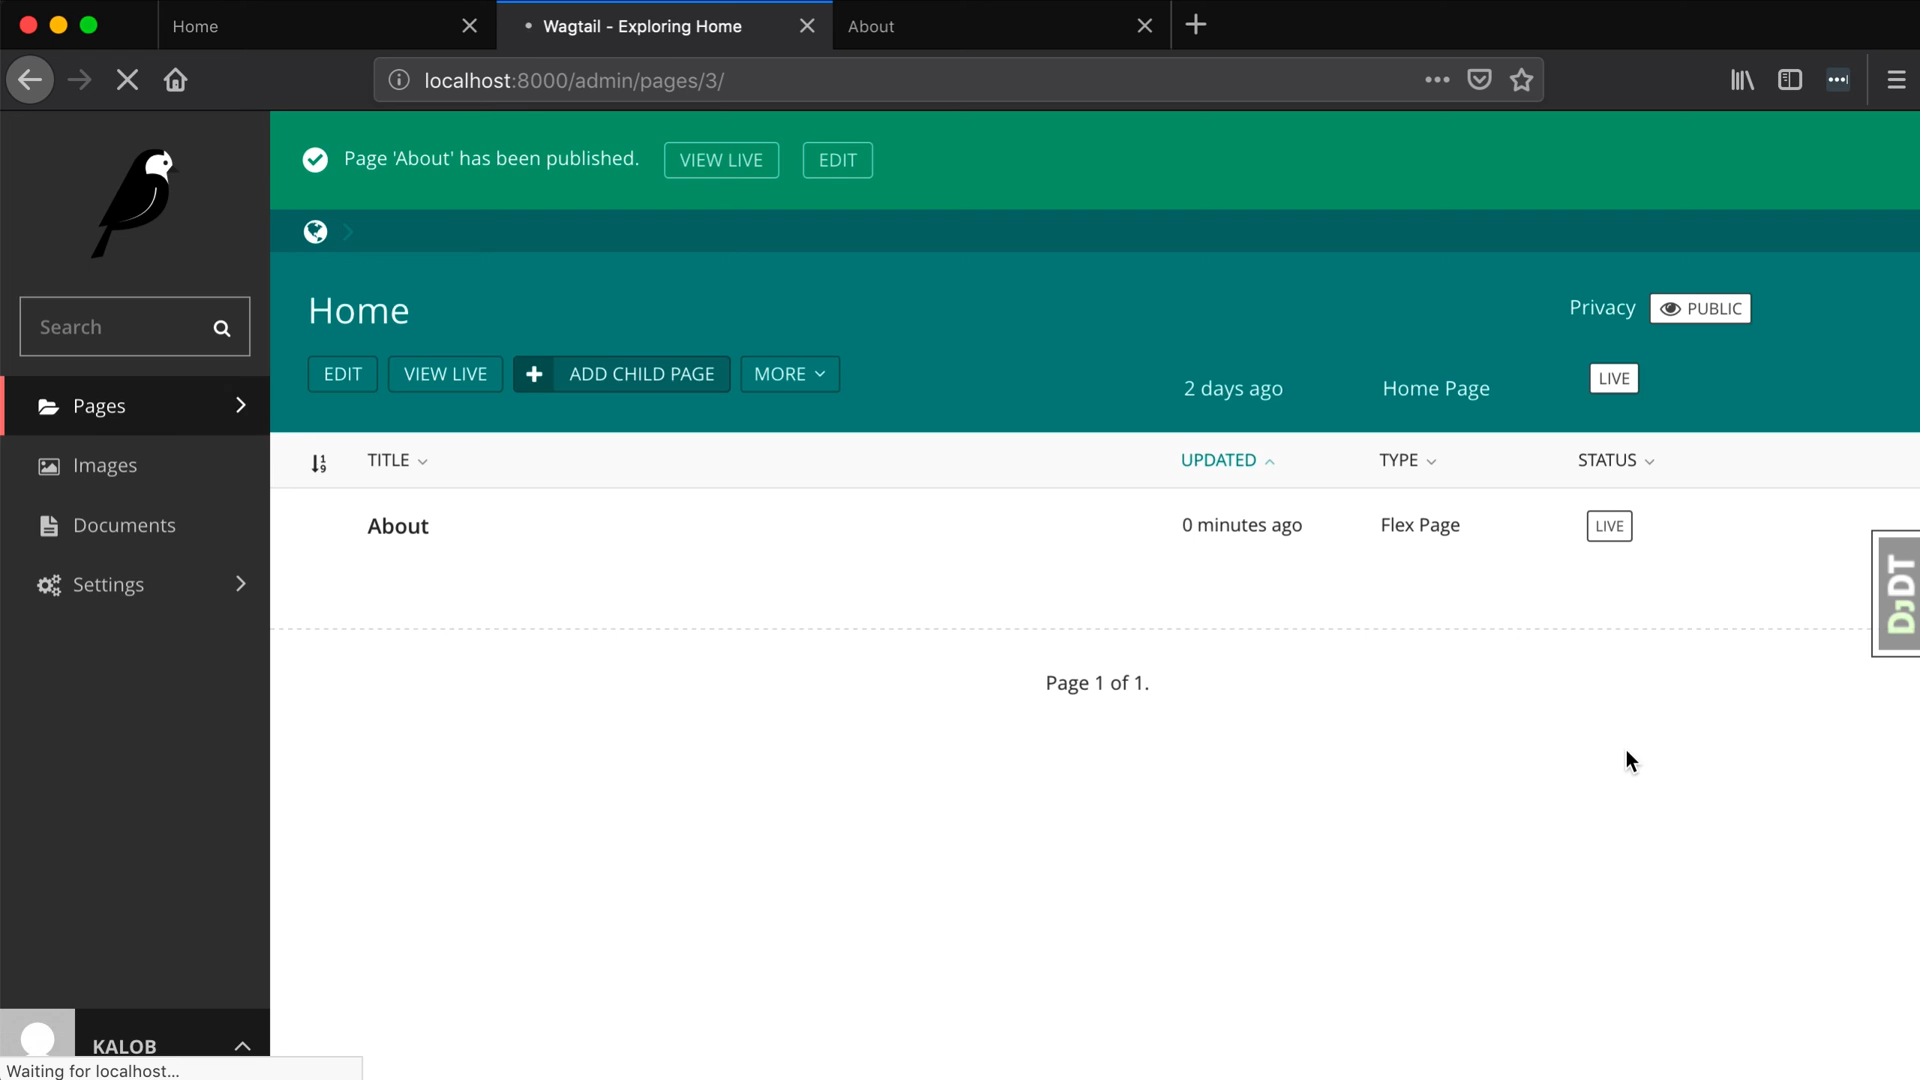 Home
Wagtail - Exploring Home
About
localhost:8000/admin/pages/3/
Page 'About' has been published.
VIEW LIVE
EDIT
Search
Home
Privacy
PUBLIC
EDIT
VIEW LIVE
ADD CHILD PAGE
MORE
2 days ago
Home Page
LIVE
Pages
Images
Documents
Settings
TITLE
UPDATED
TYPE
STATUS
About
0 minutes ago
Flex Page
LIVE
DJDT
Page 1 of 1.
KALOB
Waiting for localhost...